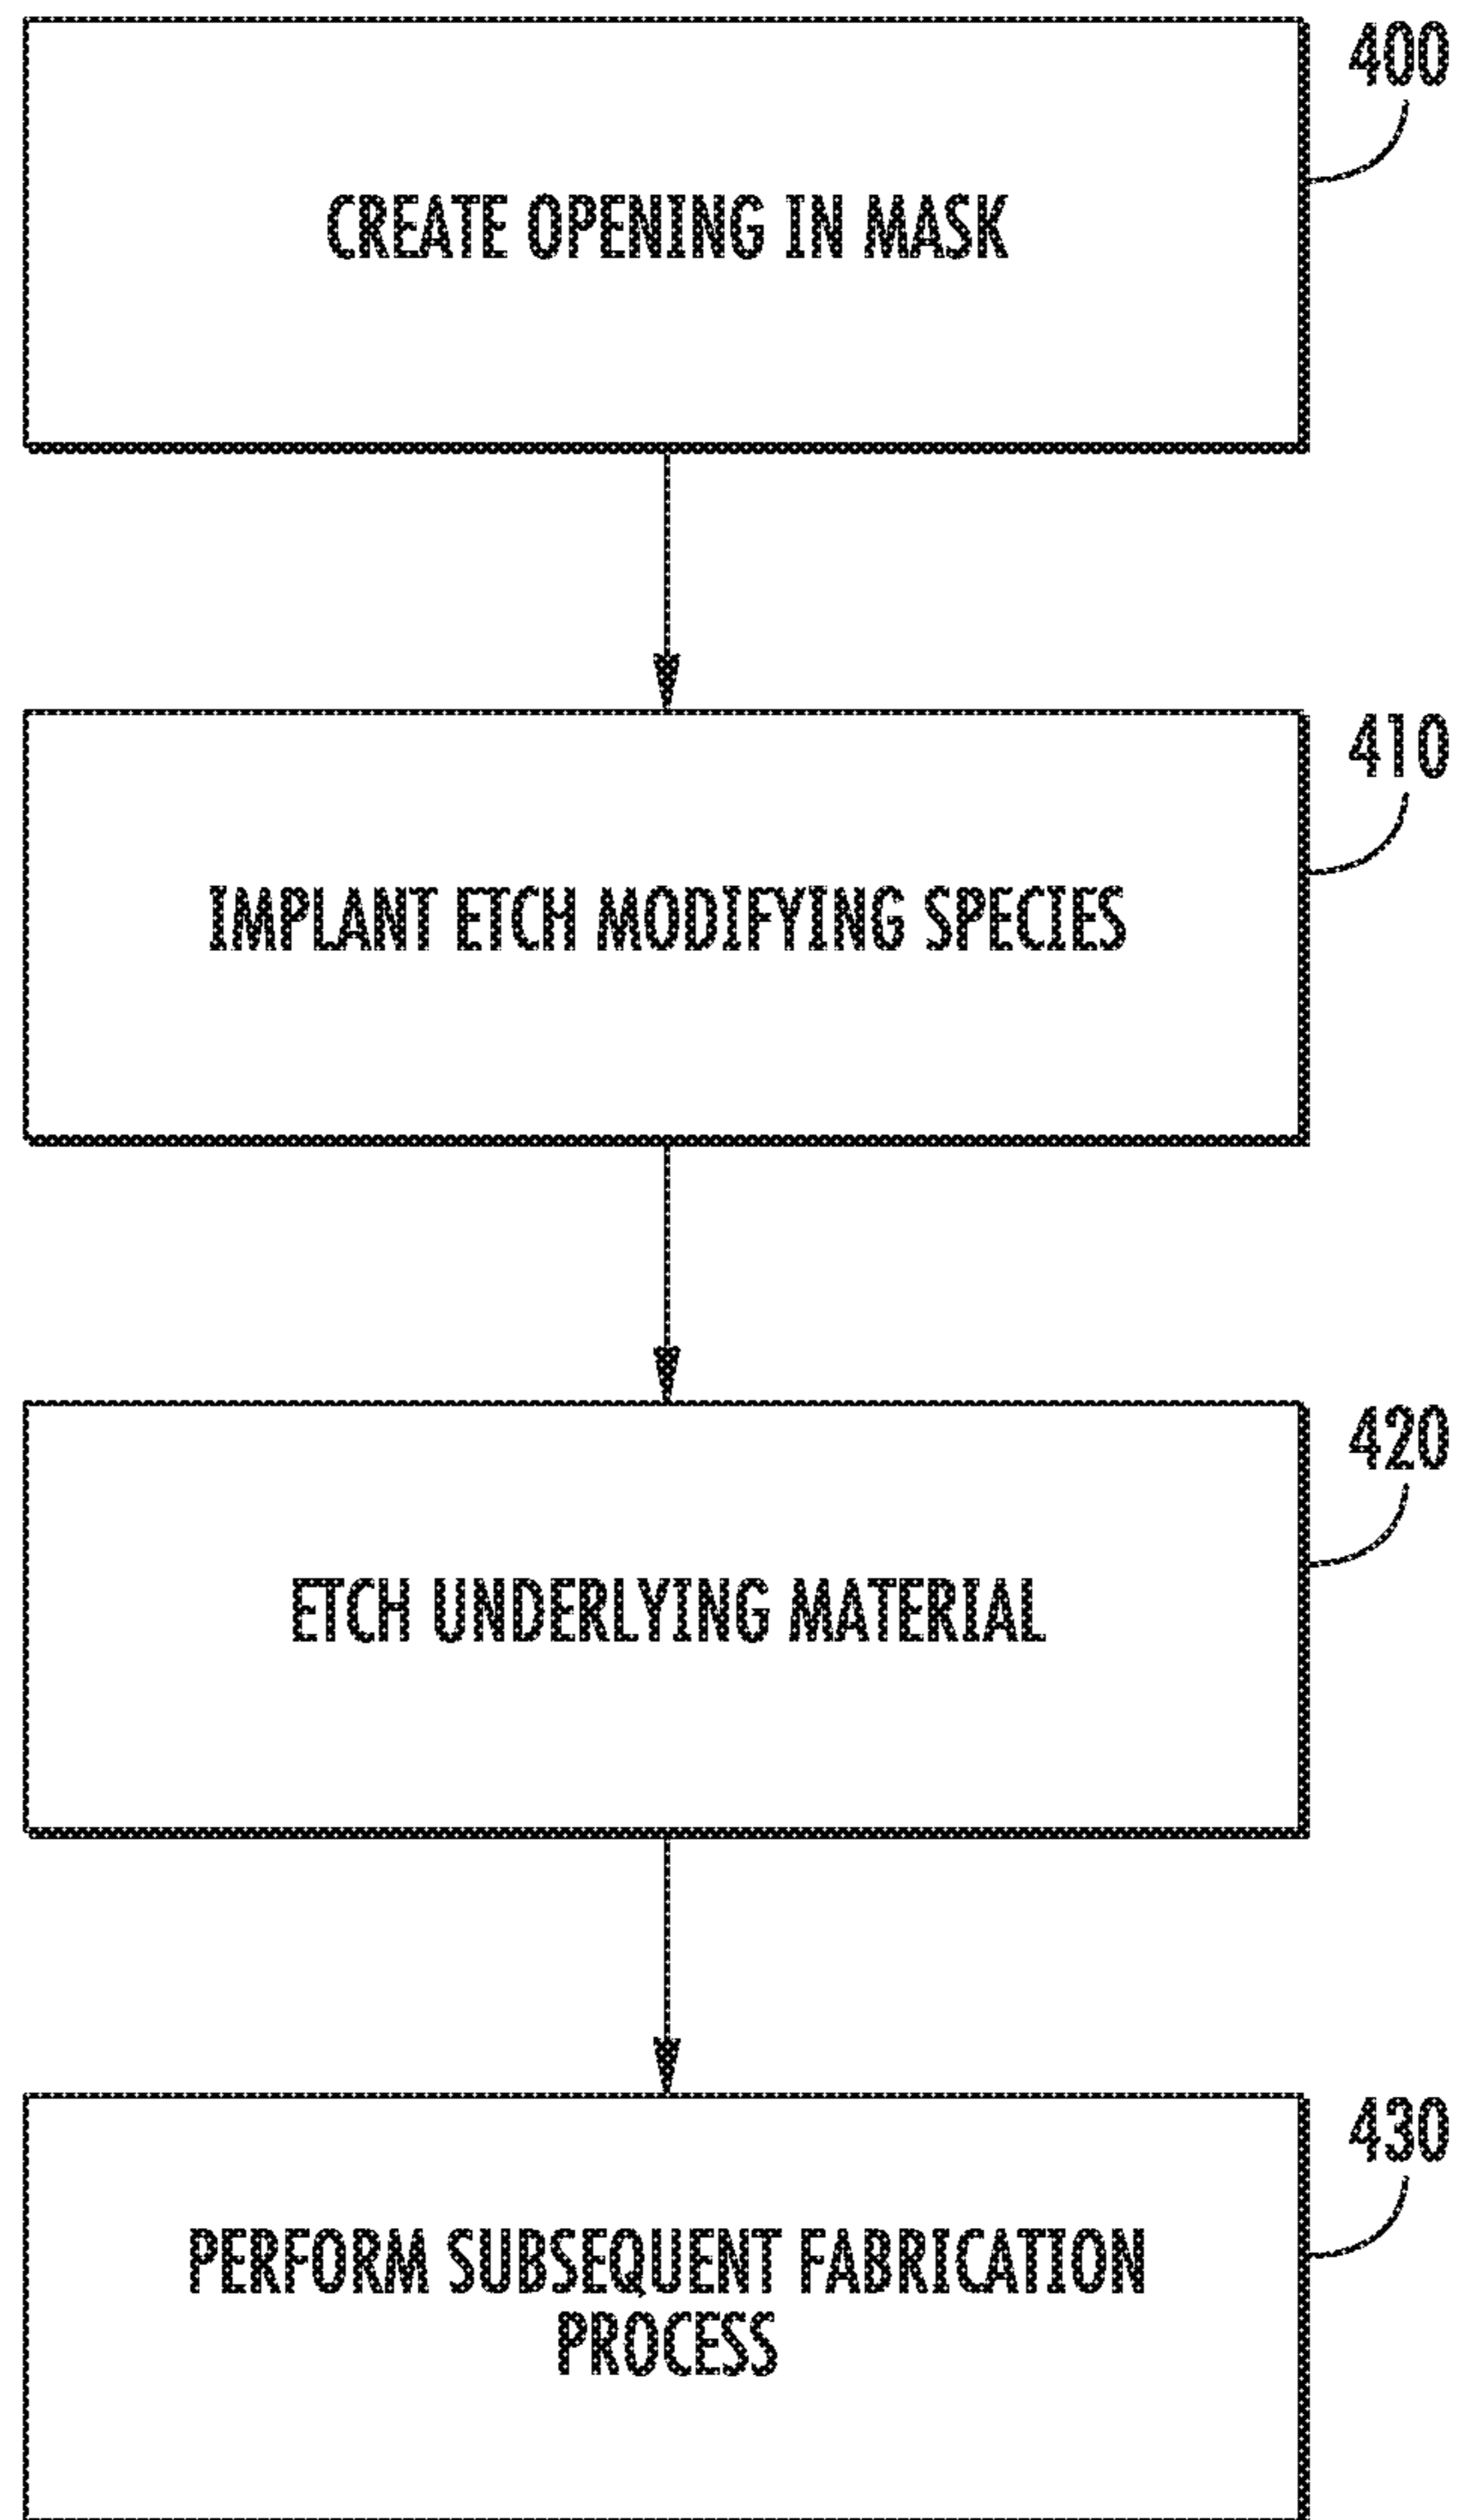 400
CREATE OPENING IN MASK
410
IMPLANT ETCH MODIFYING SPECIES
420
ETCH UNDERLYING MATERIAL
430
PERFORM SUBSEQUENT FABRICATION
PROCESS